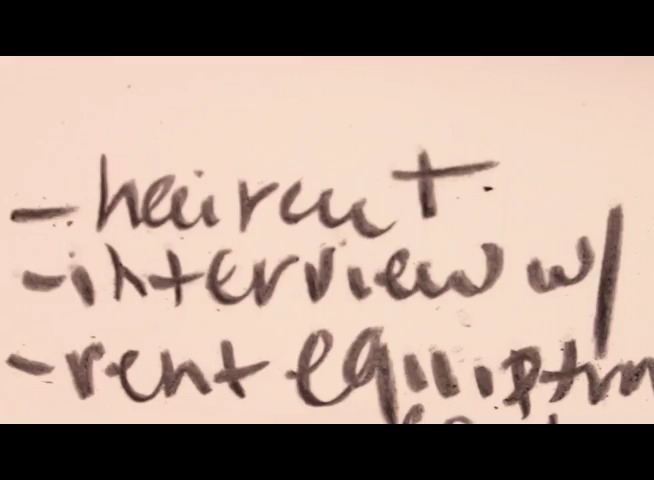 - haircut
- interview w/
- rent equiptm